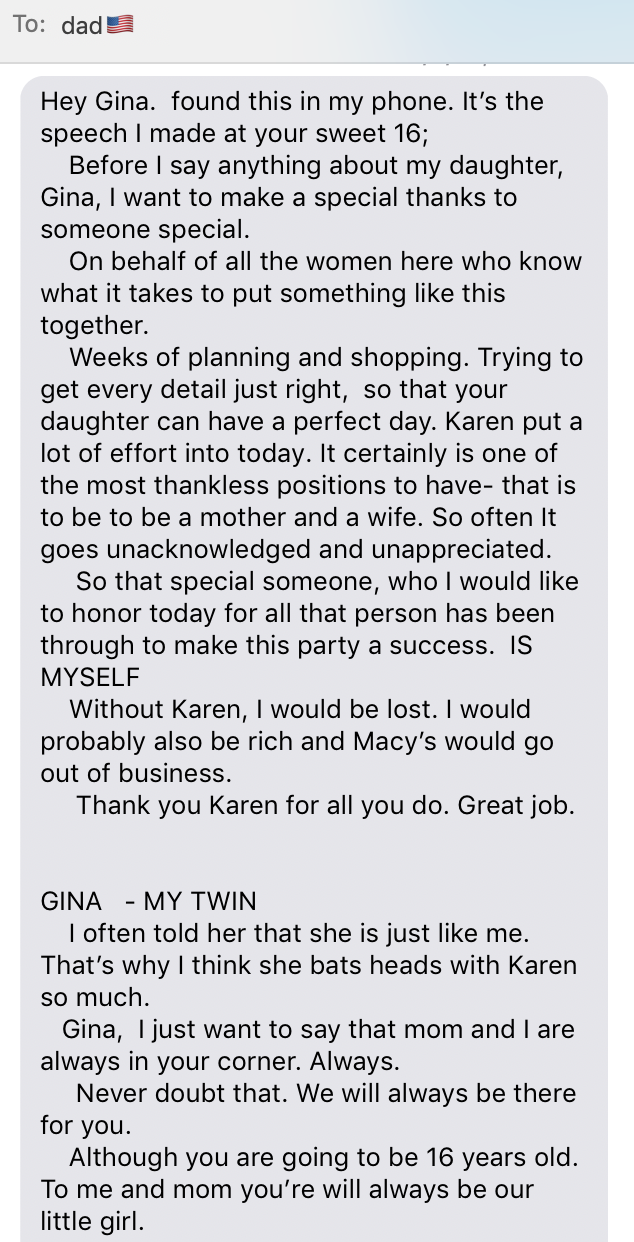 To: dad🇺🇸
Hey Gina.  found this in my phone. It’s the
speech I made at your sweet 16;
    Before I say anything about my daughter,
Gina, I want to make a special thanks to
someone special.
    On behalf of all the women here who know
what it takes to put something like this
together.
    Weeks of planning and shopping. Trying to
get every detail just right,  so that your
daughter can have a perfect day. Karen put a
lot of effort into today. It certainly is one of
the most thankless positions to have- that is
to be to be a mother and a wife. So often It
goes unacknowledged and unappreciated.
     So that special someone, who I would like
to honor today for all that person has been
through to make this party a success.  IS
MYSELF
    Without Karen, I would be lost. I would
probably also be rich and Macy’s would go
out of business.
     Thank you Karen for all you do. Great job.
GINA   - MY TWIN
    I often told her that she is just like me.
That’s why I think she bats heads with Karen
so much.
   Gina,  I just want to say that mom and I are
always in your corner. Always.
     Never doubt that. We will always be there
for you.
    Although you are going to be 16 years old.
To me and mom you’re will always be our
little girl.